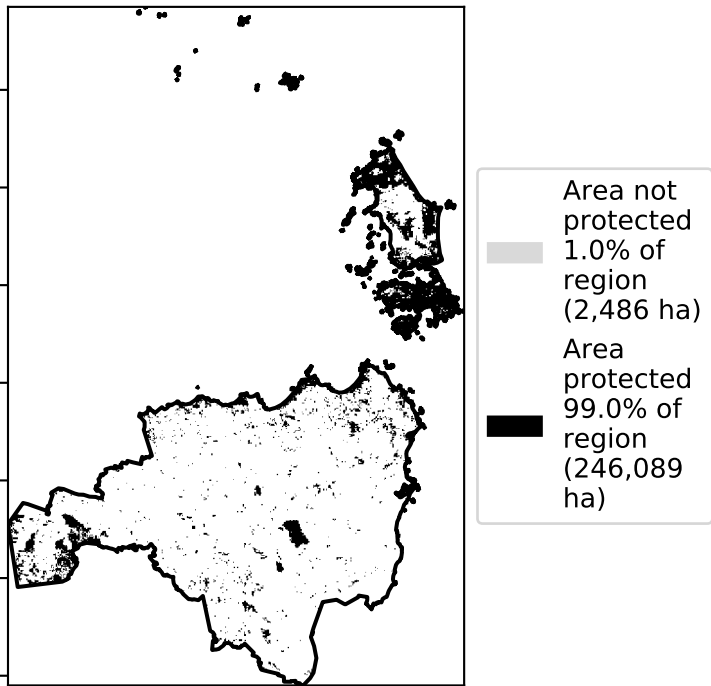 Area not
protected
1.0% of
region
(2,486 ha)
Area
protected
99.0% of
region
(246,089
ha)